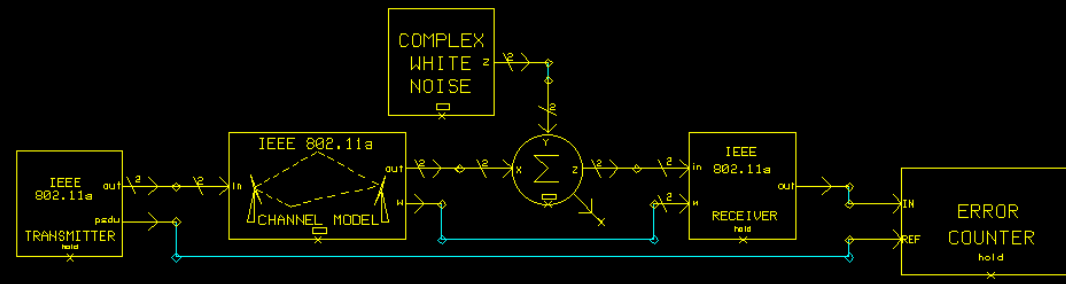 COMPLEX
WHITE
NOISE
z
2
2
IEEE
802.11a
TRANSMITTER
hold
out
psdu
2
2
in
IEEE 802.11a
CHANNEL MODEL
out
w
2
2
X
Y
Σ
z
2
2
in
w
2
IEEE
802.11a
RECEIVER
hold
out
IN
REF
ERROR
COUNTER
hold